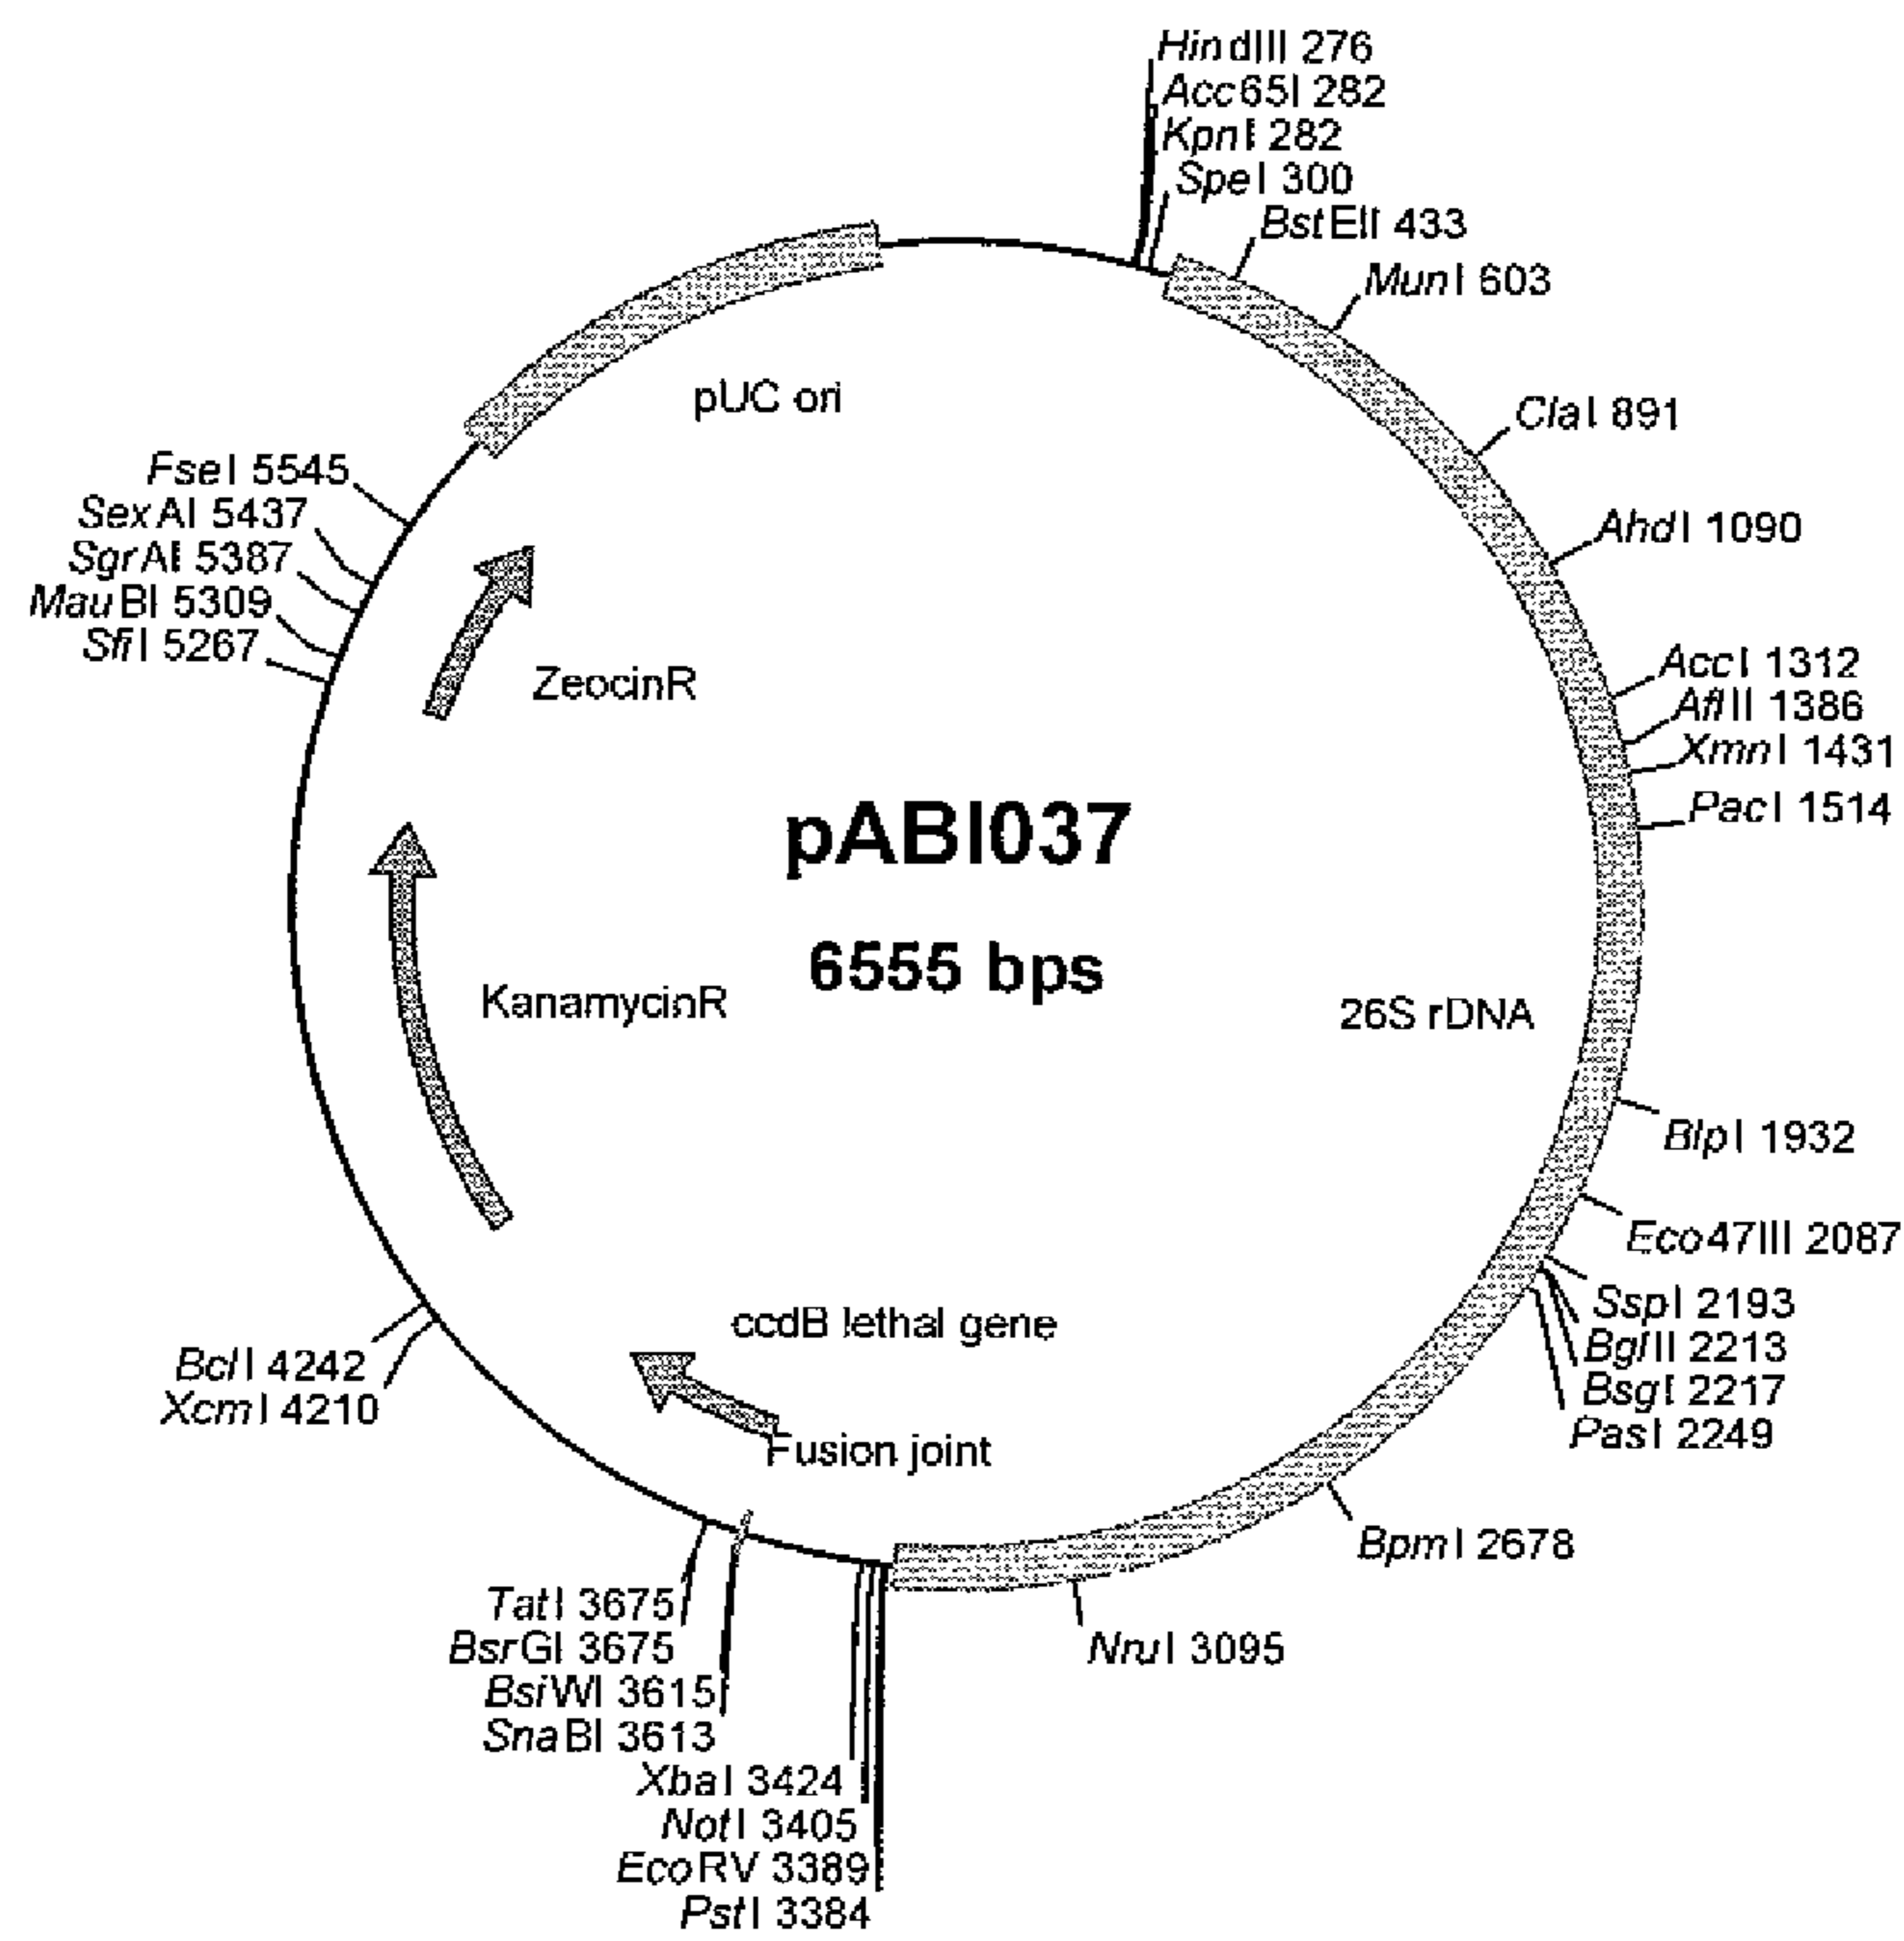 HindIII 276
Acc65I 282
KpnI 282
SpeI 300
BstEII 433
MunI 603
ClaI 891
AhdI 1090
AccI 1312
AflII 1386
XmnI 1431
PacI 1514
BlpI 1932
Eco47III 2087
SspI 2193
BglII 2213
BsgI 2217
PasI 2249
BpmI 2678
NruI 3095
pUC ori
FseI 5545
SexAI 5437
SgrAI 5387
MauBI 5309
SfiI 5267
ZeocinR
pABI037
6555 bps
KanamycinR
26S rDNA
ccdB lethal gene
Fusion joint
BclI 4242
XcmI 4210
TatI 3675
BsrGI 3675
BsiWI 3615
SnaBI 3613
XbaI 3424
NotI 3405
EcoRV 3389
PstI 3384